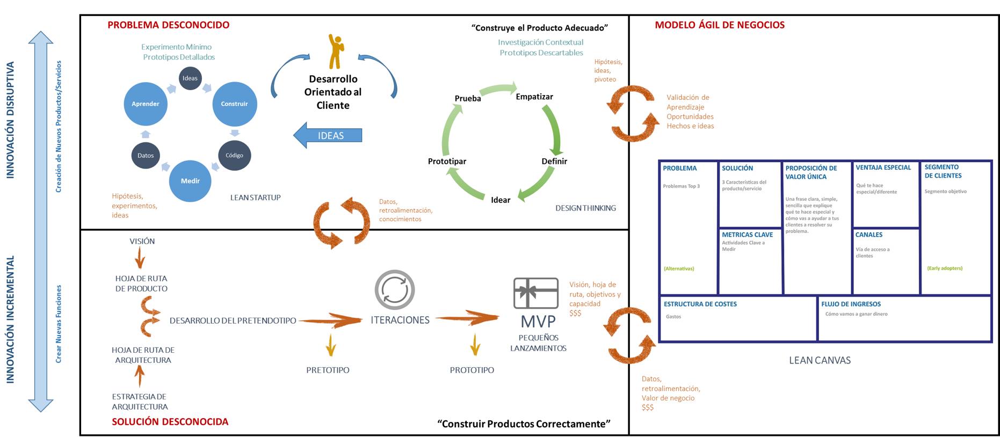 INNOVACIÓN DISRUPTIVA
Creación de Nuevos Productos/Servicios
INNOVACIÓN INCREMENTAL
Crear Nuevas Funciones
PROBLEMA DESCONOCIDO
Experimento Mínimo
Prototipos Detallados
Ideas
Construir
Código
Medir
Datos
Aprender
Hipótesis,
experimentos,
ideas
LEAN STARTUP
Desarrollo
Orientado al
Cliente
IDEAS
“Construye el Producto Adecuado”
Investigación Contextual
Prototipos Descartables
Prueba
Empatizar
Definir
Idear
Prototipar
DESIGN THINKING
Hipótesis,
ideas,
pivoteo
Datos,
retroalimentación,
conocimientos
VISIÓN
HOJA DE RUTA
DE PRODUCTO
DESARROLLO DEL PRETENDOTIPO
HOJA DE RUTA DE
ARQUITECTURA
ESTRATEGIA DE
ARQUITECTURA
PRETOTIPO
ITERACIONES
PROTOTIPO
MVP
PEQUEÑOS
LANZAMIENTOS
Visión, hoja de
ruta, objetivos y
capacidad
$$$
SOLUCIÓN DESCONOCIDA
“Construir Productos Correctamente”
MODELO ÁGIL DE NEGOCIOS
Validación de
Aprendizaje
Oportunidades
Hechos e ideas
PROBLEMA
Problemas Top 3
(Alternativas)
SOLUCIÓN
3 Características del
producto/servicio
METRICAS CLAVE
Actividades Clave a
Medir
PROPOSICIÓN DE
VALOR ÚNICA
Una frase clara, simple,
sencilla que explique
qué te hace especial y
cómo vas a ayudar a tus
clientes a resolver su
problema.
VENTAJA ESPECIAL
Qué te hace
especial/diferente
CANALES
Vía de acceso a
clientes
SEGMENTO
DE CLIENTES
Segmento objetivo
(Early adopters)
ESTRUCTURA DE COSTES
Gastos
FLUJO DE INGRESOS
Cómo vamos a ganar dinero
LEAN CANVAS
Datos,
retroalimentación,
Valor de negocio
$$$